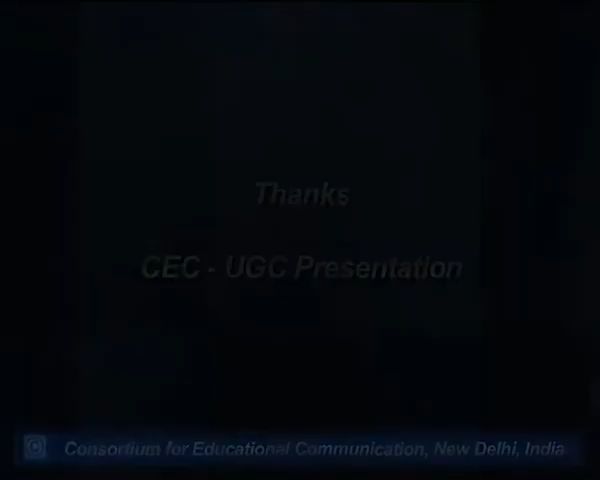 Thanks
CEC - UGC Presentation
© Consortium for Educational Communication, New Delhi, India